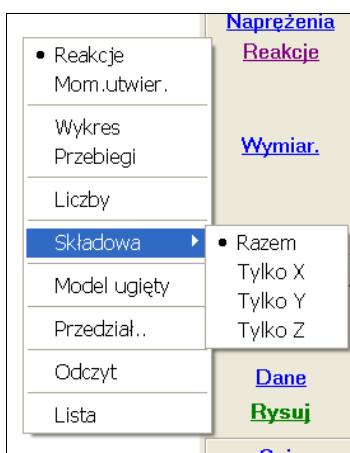 Naprężenia
Reakcje
Reakcje
Mom.utwier.
Wykres
Przebiegi
Wymiar.
Liczby
Składowa
Razem
Tylko X
Tylko Y
Tylko Z
Model ugięty
Przedział..
Odczyt
Dane
Lista
Rysuj